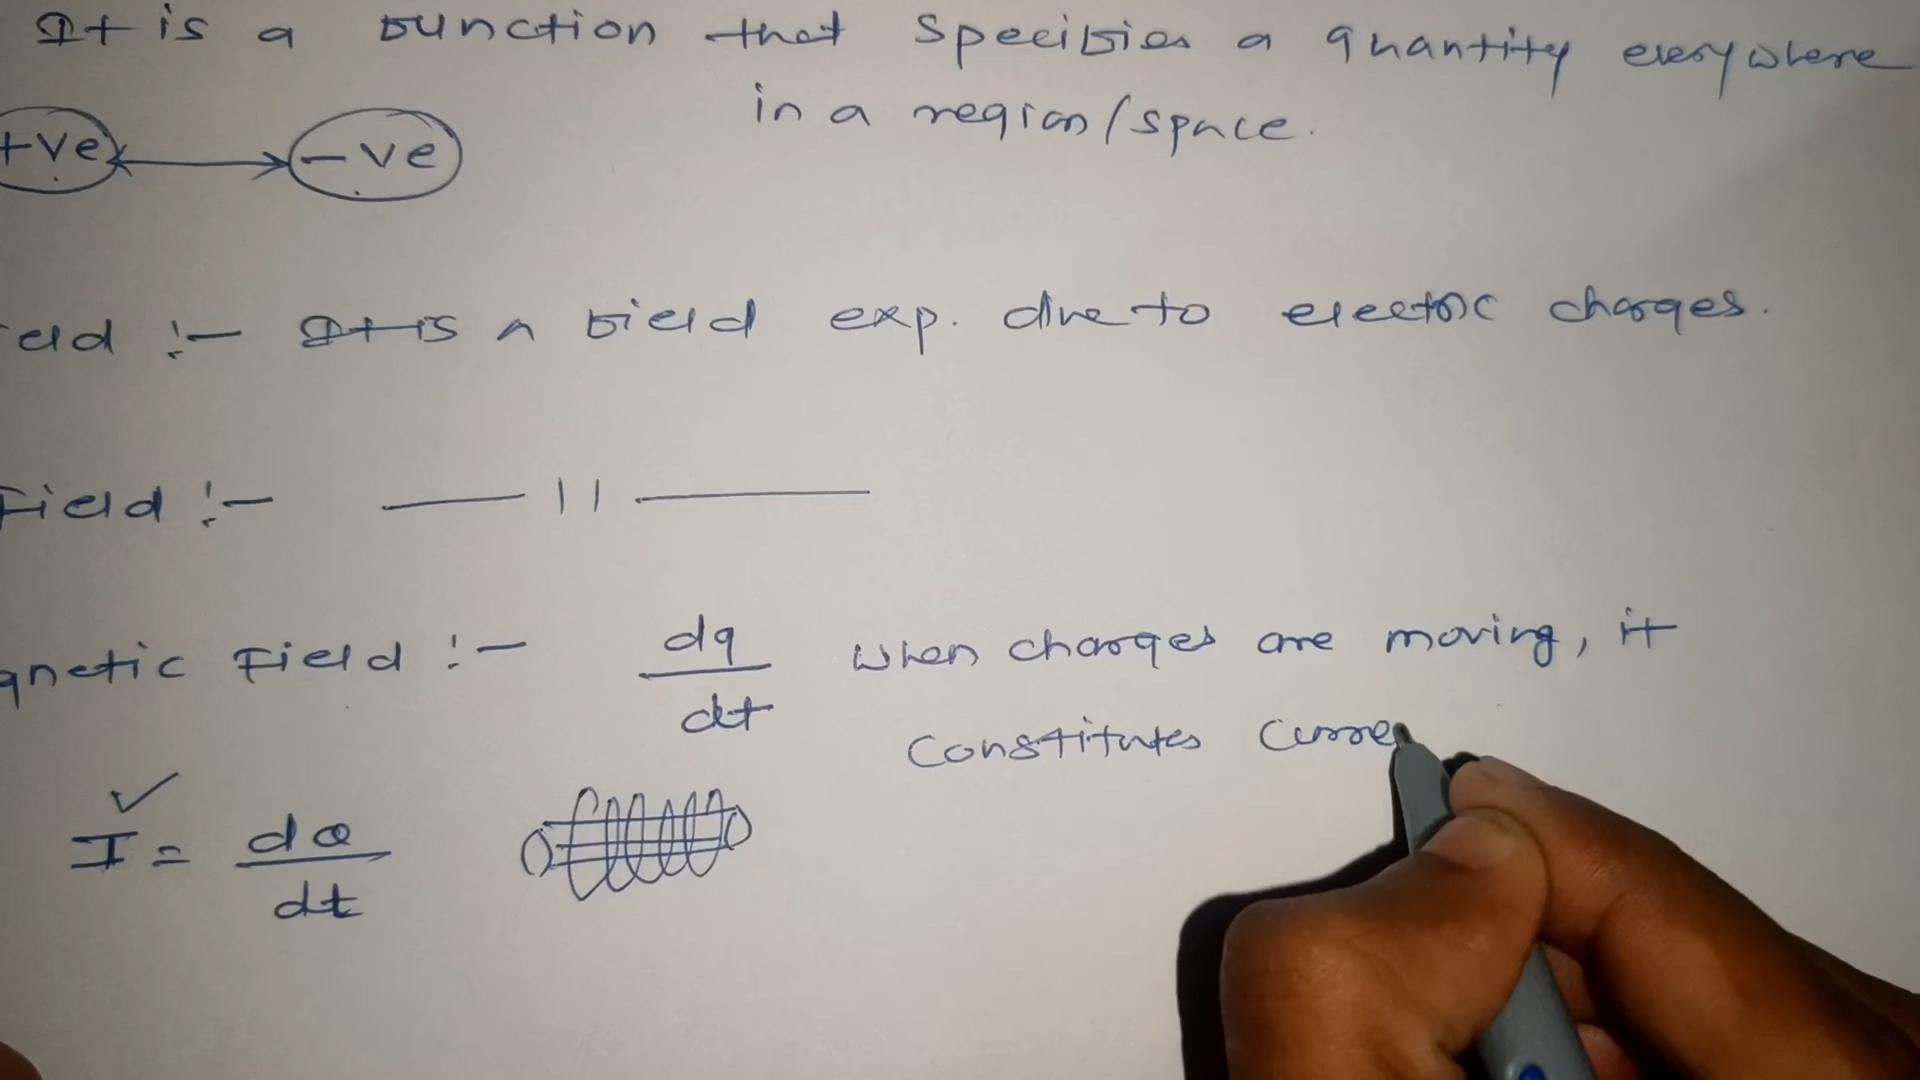 It is a function that specifies a quantity everywhere
in a region/space.
+ve -ve
eld :- It is a field exp. due to electric charges.
Field :- —— 11 ——
gnetic Field :- dq/dt when charges are moving, it
constitutes curre
I = dQ/dt